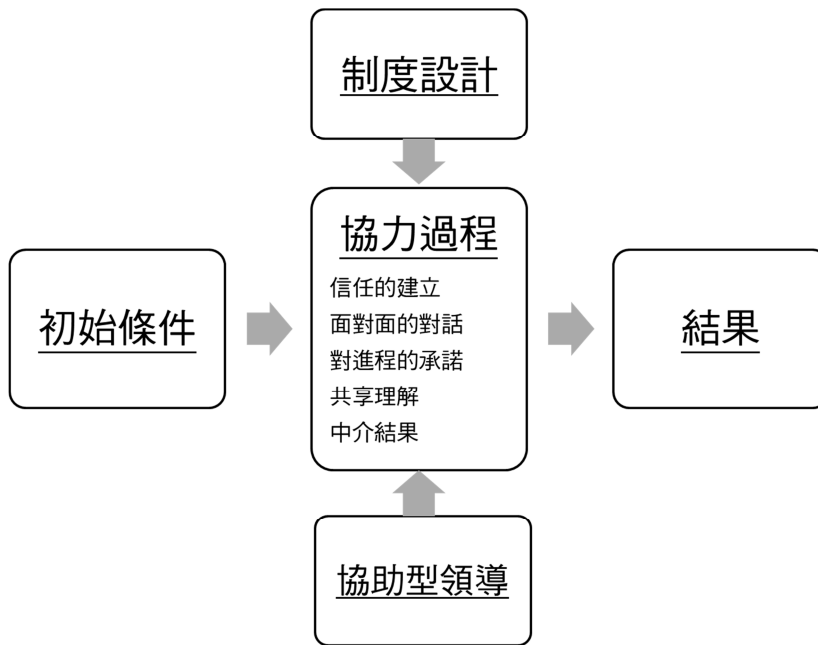 制度設計
協力過程
信任的建立
面對面的對話
對進程的承諾
共享理解
中介結果
初始條件
結果
協助型領導